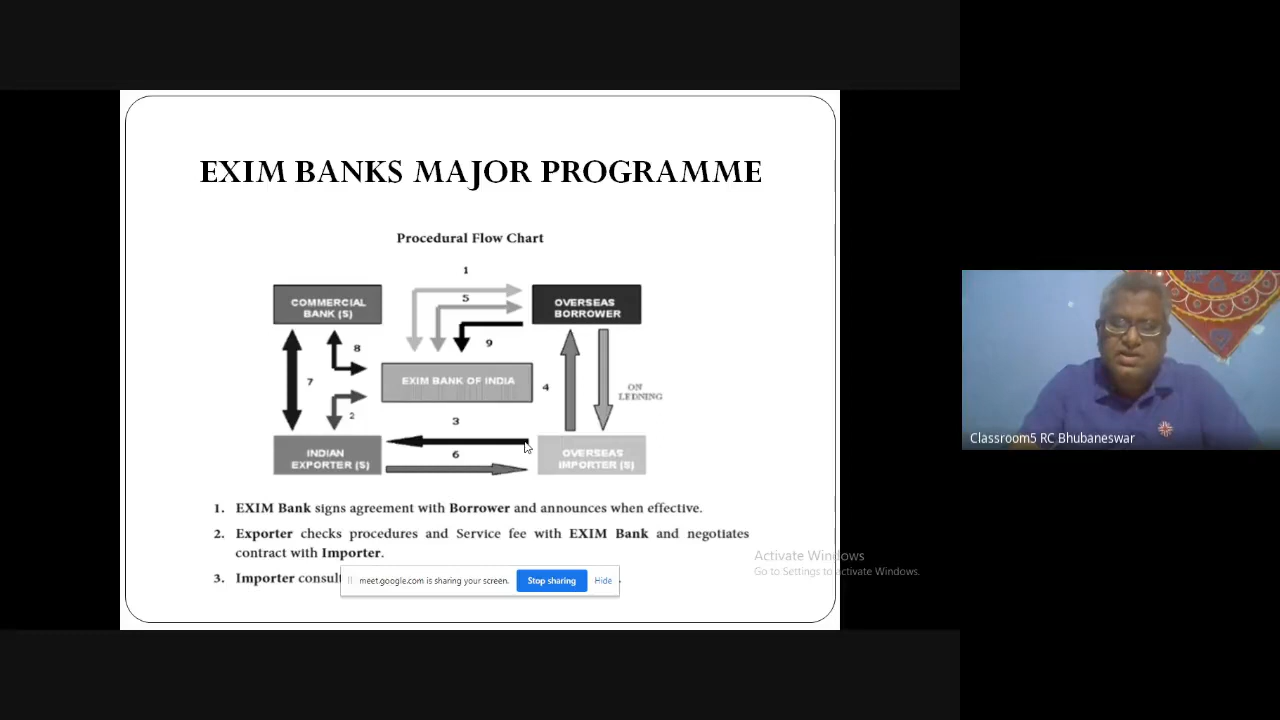 EXIM BANKS MAJOR PROGRAMME
Procedural Flow Chart
1
COMMERCIAL
BANK (S)
5
OVERSEAS
BORROWER
8
9
7
EXIM BANK OF INDIA
4
ON
LEDNING
2
3
INDIAN
EXPORTER (S)
6
OVERSEAS
IMPORTER (S)
1. EXIM Bank signs agreement with Borrower and announces when effective.
2. Exporter checks procedures and Service fee with EXIM Bank and negotiates
contract with Importer.
3. Importer consult
meet.google.com is sharing your screen.
Stop sharing
Hide
Activate Windows
Go to Settings to activate Windows.
Classroom5 RC Bhubaneswar